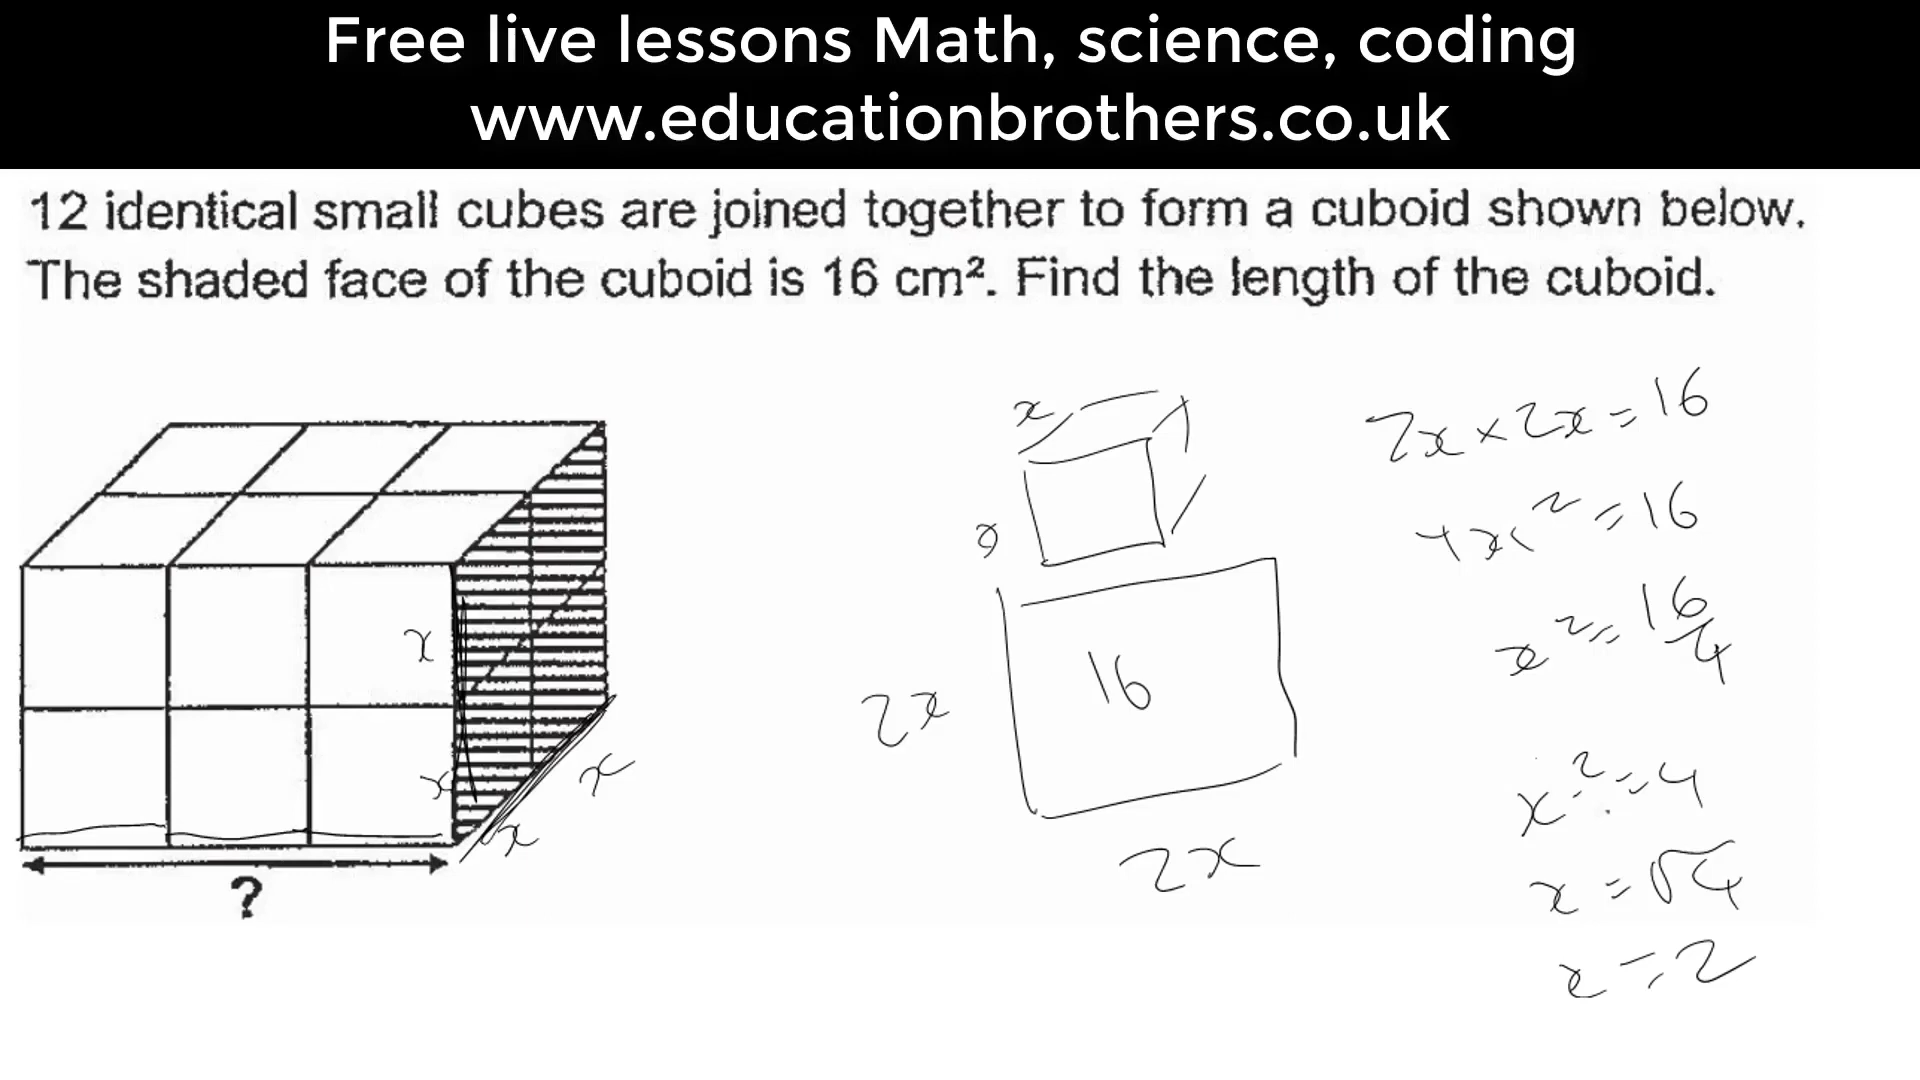 Free live lessons Math, science, coding
www.educationbrothers.co.uk
12 identical small cubes are joined together to form a cuboid shown below.
The shaded face of the cuboid is 16 cm². Find the length of the cuboid.
x
x
x
x
?
x
x
2x
16
2x
2x × 2x = 16
4x² = 16
x² = 16/4
x² = 4
x = √4
x = 2